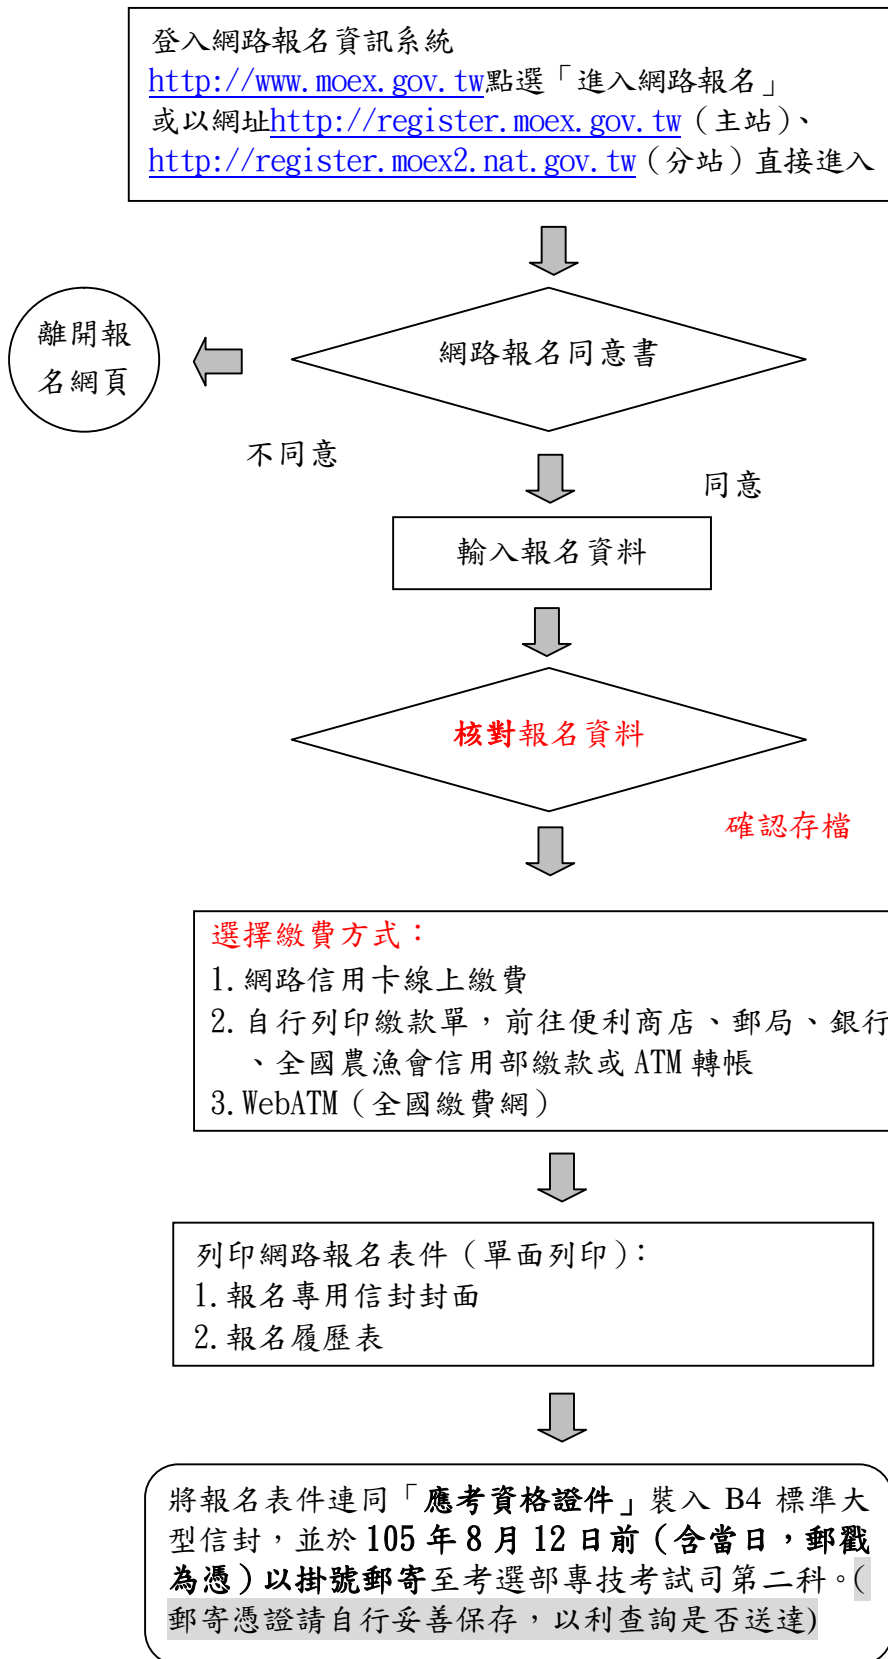 登入網路報名資訊系統
http://www.moex.gov.tw點選「進入網路報名」
或以網址http://register.moex.gov.tw（主站）、
http://register.moex2.nat.gov.tw（分站）直接進入
離開報
名網頁
網路報名同意書
不同意
同意
輸入報名資料
核對報名資料
確認存檔
選擇繳費方式：
1.網路信用卡線上繳費
2.自行列印繳款單，前往便利商店、郵局、銀行
、全國農漁會信用部繳款或 ATM 轉帳
3.WebATM（全國繳費網）
列印網路報名表件（單面列印）：
1.報名專用信封封面
2.報名履歷表
將報名表件連同「應考資格證件」裝入 B4 標準大
型信封，並於 105 年 8 月 12 日前（含當日，郵戳
為憑）以掛號郵寄至考選部專技考試司第二科。(
郵寄憑證請自行妥善保存，以利查詢是否送達)